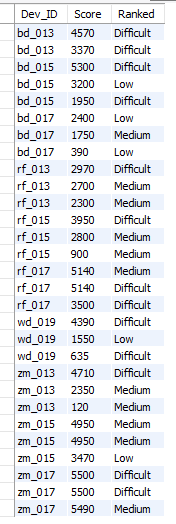 Dev_ID Score Ranked
bd_013 4570 Difficult
bd_013 3370 Difficult
bd_015 5300 Difficult
bd_015 3200 Low
bd_015 1950 Difficult
bd_017 2400 Low
bd_017 1750 Medium
bd_017 390 Low
rf_013 2970 Difficult
rf_013 2700 Medium
rf_013 2300 Medium
rf_015 3950 Difficult
rf_015 2800 Medium
rf_015 900 Medium
rf_017 5140 Difficult
rf_017 5140 Difficult
rf_017 3500 Difficult
wd_019 4390 Difficult
wd_019 1550 Low
wd_019 635 Difficult
zm_013 4710 Difficult
zm_013 2350 Medium
zm_013 120 Medium
zm_015 4950 Medium
zm_015 4950 Medium
zm_015 3470 Low
zm_017 5500 Difficult
zm_017 5500 Difficult
zm_017 5490 Medium